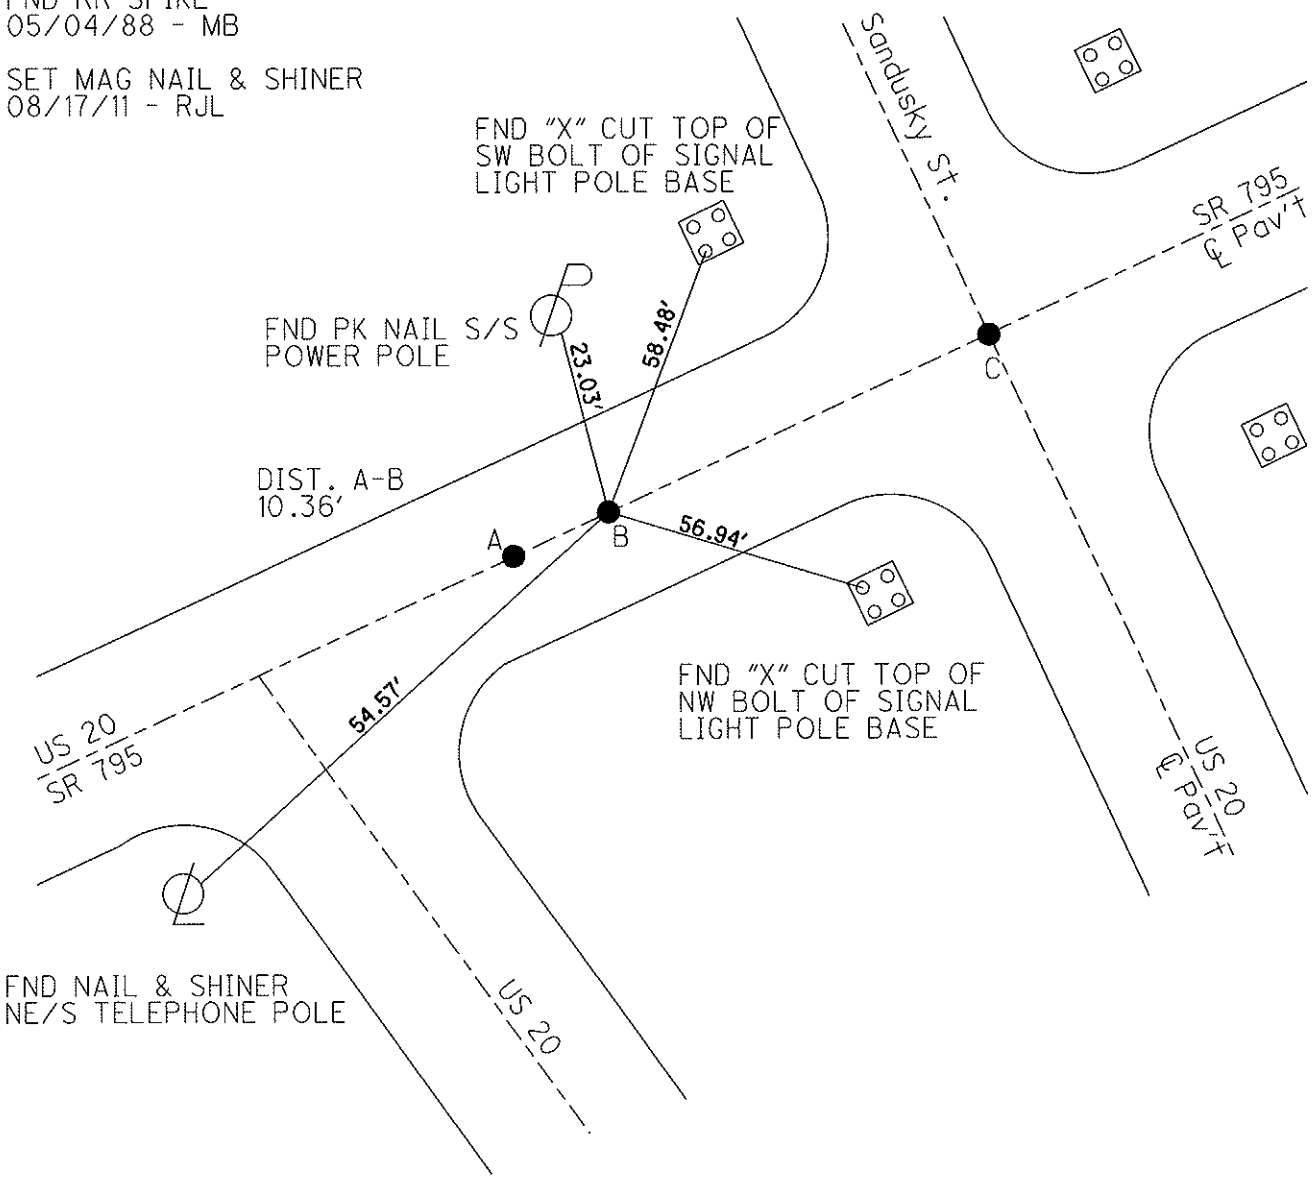 FND RR SPIKE
05/04/88 - MB
SET MAG NAIL & SHINER
08/17/11 - RJL
FND "X" CUT TOP OF
SW BOLT OF SIGNAL
LIGHT POLE BASE
Sandusky St.
SR 795
℄ Pav't
FND PK NAIL S/S
POWER POLE
23.03'
58.48'
C
DIST. A-B
10.36'
A
B
56.94'
54.57'
FND "X" CUT TOP OF
NW BOLT OF SIGNAL
LIGHT POLE BASE
US 20
SR 795
US 20
℄ Pav't
FND NAIL & SHINER
NE/S TELEPHONE POLE
US 20